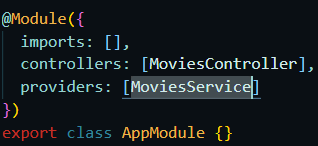 @Module({
  imports: [],
  controllers: [MoviesController],
  providers: [MoviesService]
})
export class AppModule {}